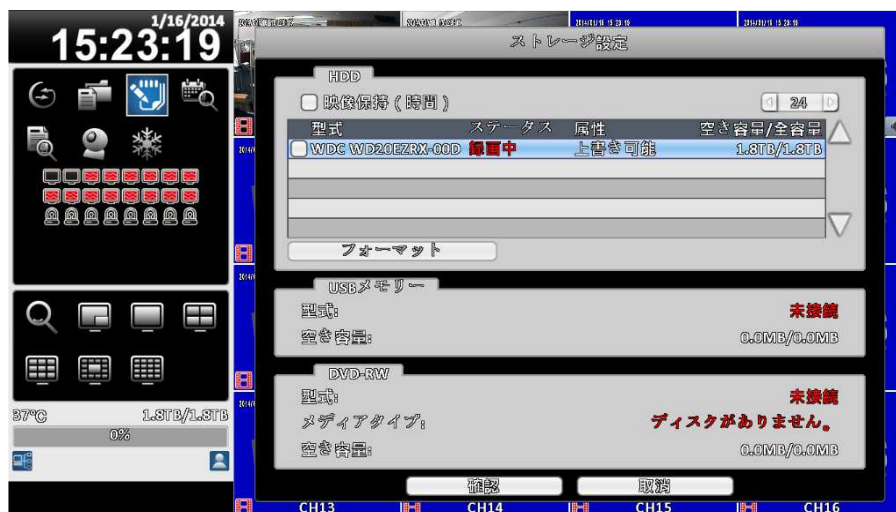 1/16/2014
15:23:19
37°C 1.8TB/1.8TB
0%
ストレージ設定
HDD
映像保持(時間) 24
型式 ステータス 属性 空き容量/全容量
WDC WD20EZRX-00D 録画中 上書き可能 1.8TB/1.8TB
フォーマット
USBメモリー
型式: 未接続
空き容量: 0.0MB/0.0MB
DVD-RW
型式: 未接続
メディアタイプ: ディスクがありません。
空き容量: 0.0MB/0.0MB
確認 取消
CH13 CH14 CH15 CH16